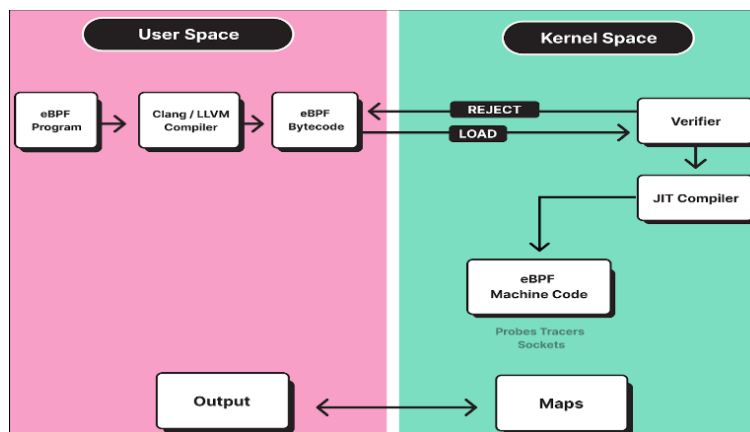 User Space
Kernel Space
eBPF
Program
Clang / LLVM
Compiler
eBPF
Bytecode
REJECT
LOAD
Verifier
JIT Compiler
eBPF
Machine Code
Probes Tracers
Sockets
Output
Maps